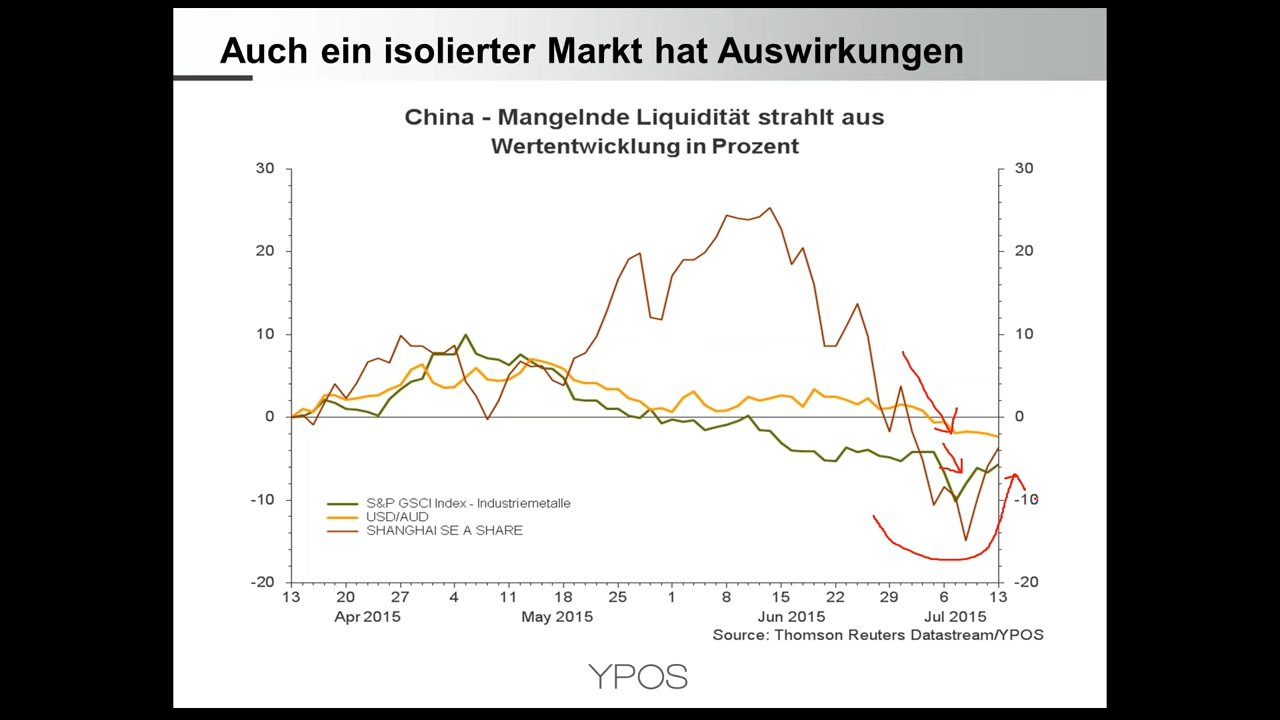 Auch ein isolierter Markt hat Auswirkungen
China - Mangelnde Liquidität strahlt aus
Wertentwicklung in Prozent
30 30
20 20
10 10
0 0
-10 -10
-20 -20
S&P GSCI Index - Industriemetalle
USD/AUD
SHANGHAI SE A SHARE
13 20 27 4 11 18 25 1 8 15 22 29 6 13
Apr 2015 May 2015 Jun 2015 Jul 2015
Source: Thomson Reuters Datastream/YPOS
YPOS